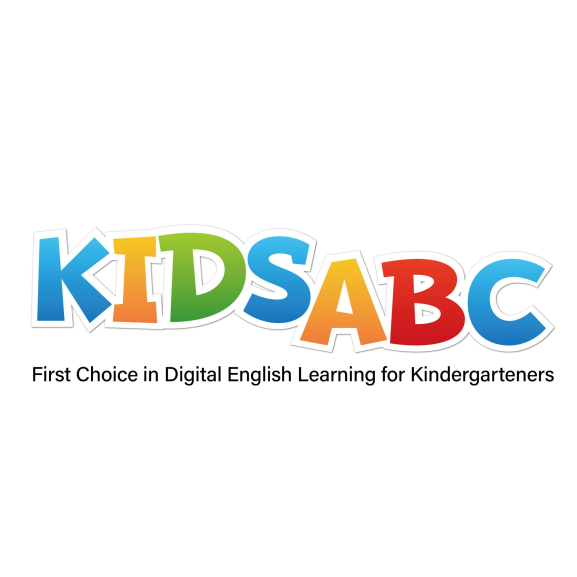 KIDSABC
First Choice in Digital English Learning for Kindergarteners